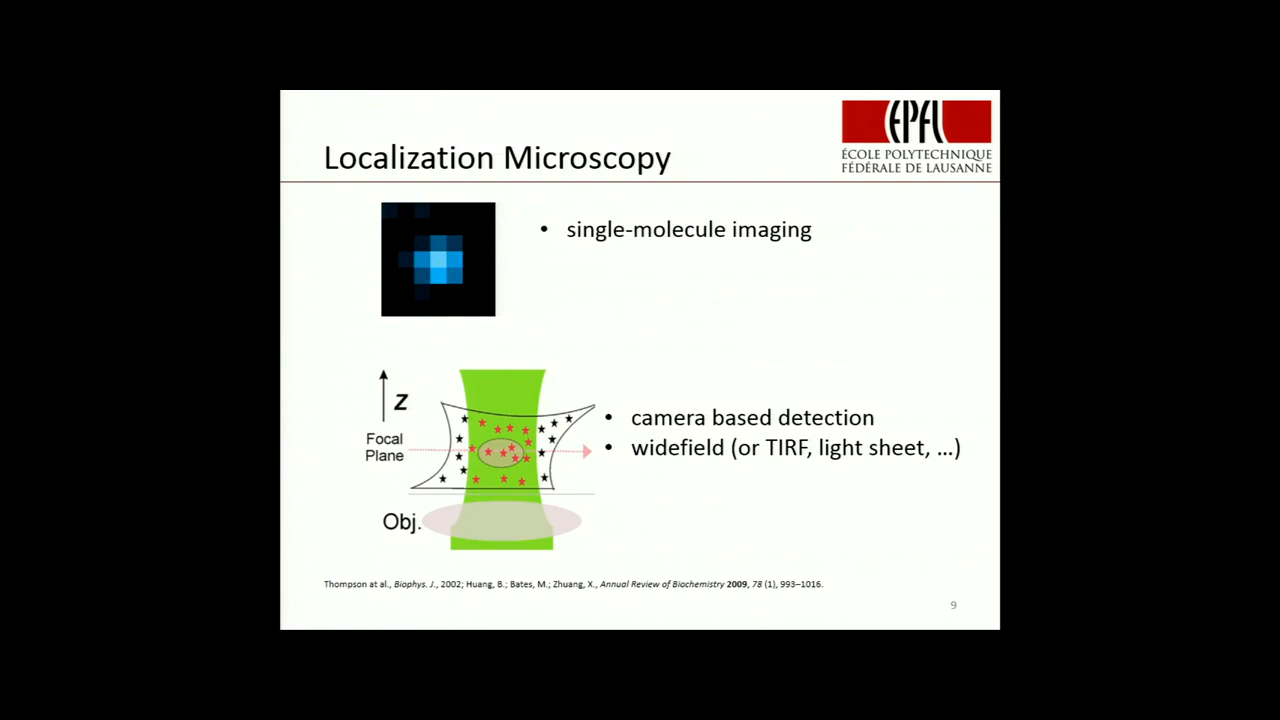 EPFL
ÉCOLE POLYTECHNIQUE
FÉDÉRALE DE LAUSANNE
Localization Microscopy
• single-molecule imaging
Z
Focal
Plane
• camera based detection
• widefield (or TIRF, light sheet, ...)
Obj.
Thompson at al., Biophys. J., 2002; Huang, B.; Bates, M.; Zhuang, X., Annual Review of Biochemistry 2009, 78 (1), 993–1016.
9